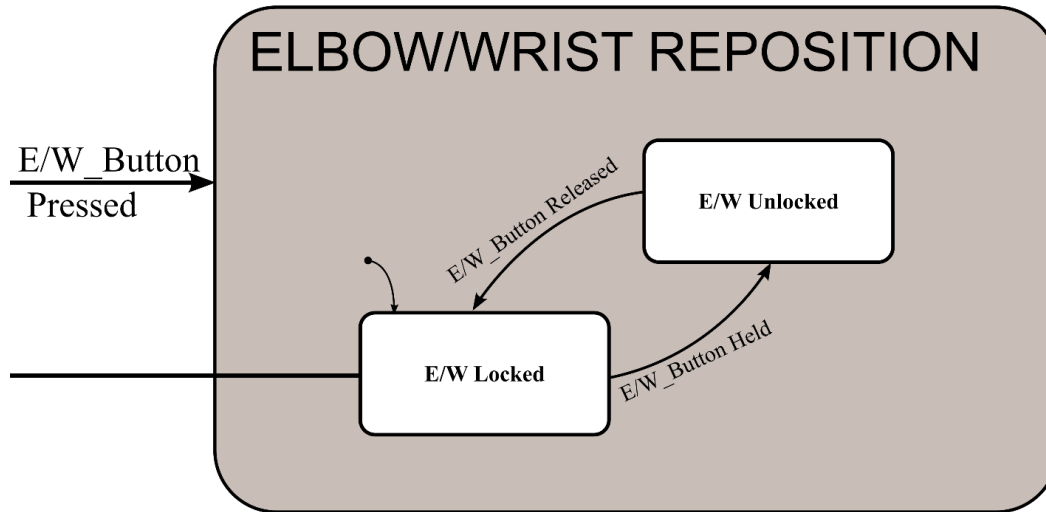 ELBOW/WRIST REPOSITION
E/W_Button
Pressed
E/W Unlocked
E/W_Button Released
E/W Locked
E/W_Button Held